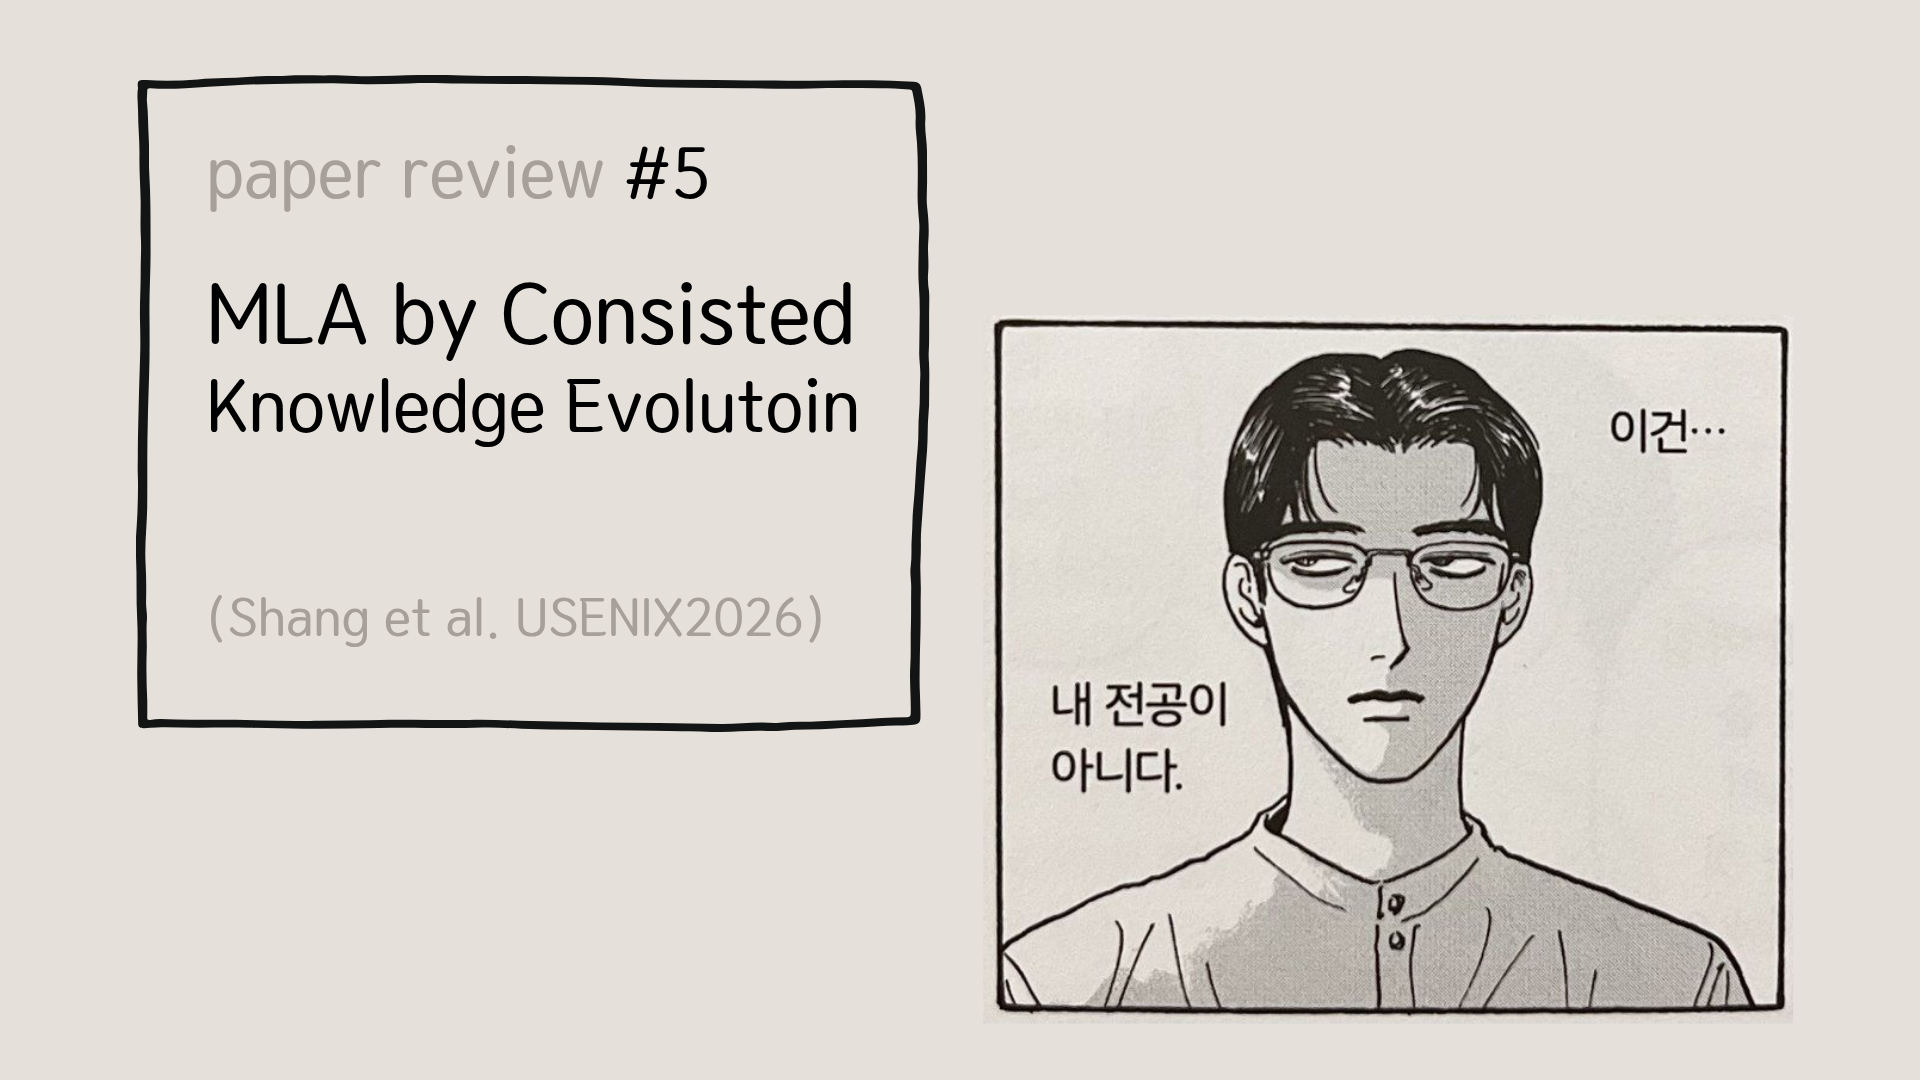 paper review #5
MLA by Consisted
Knowledge Evolutoin
(Shang et al. USENIX2026)
이건…
내 전공이
아니다.